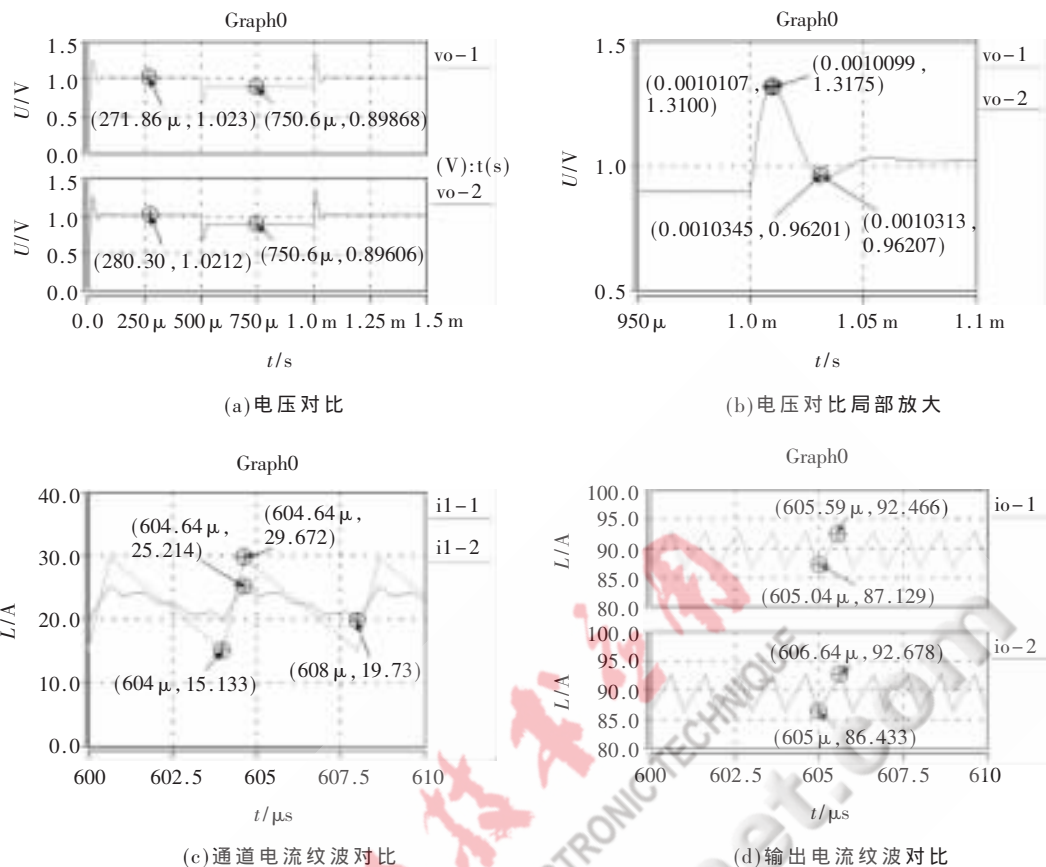 Graph0
1.5
1.0
0.5
0.0
U/V
vo-1
(271.86μ,1.023)
(750.6μ,0.89868)
(V):t(s)
1.5
1.0
0.5
0.0
U/V
vo-2
(280.30,1.0212)
(750.6μ,0.89606)
0.0 250μ 500μ 750μ 1.0m 1.25m 1.5m
t/s
(a)电压对比
Graph0
1.5
1.0
0.5
U/V
vo-1
vo-2
(0.0010107,
1.3100)
(0.0010099,
1.3175)
(0.0010345,0.96201)
(0.0010313,
0.96207)
950μ 1.0m 1.05m 1.1m
t/s
(b)电压对比局部放大
Graph0
40.0
30.0
20.0
10.0
0.0
L/A
i1-1
i1-2
(604.64μ,
25.214)
(604.64μ,
29.672)
(604μ,15.133)
(608μ,19.73)
600 602.5 605 607.5 610
t/μs
(c)通道电流纹波对比
Graph0
100.0
95.0
90.0
85.0
80.0
L/A
io-1
(605.59μ,92.466)
(605.04μ,87.129)
100.0
95.0
90.0
85.0
80.0
L/A
io-2
(606.64μ,92.678)
(605μ,86.433)
600 602.5 605 607.5 610
t/μs
(d)输出电流纹波对比